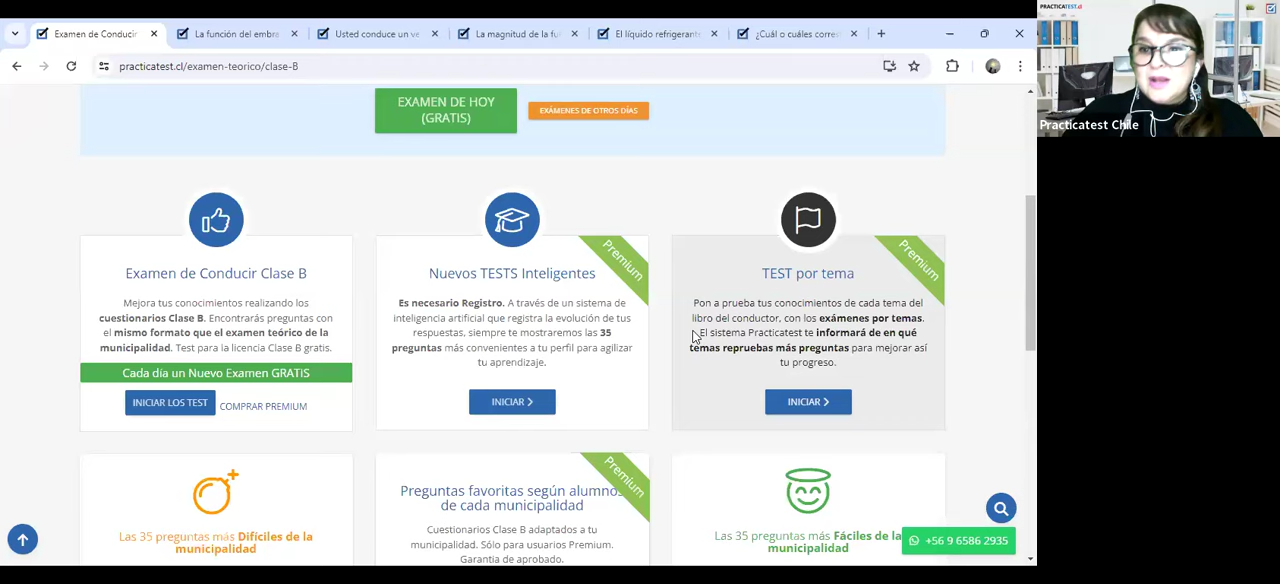 Examen de Conducir
La función del embra
Usted conduce un ve
La magnitud de la fu
El líquido refrigerant
¿Cuál o cuáles corres
practicatest.cl/examen-teorico/clase-B
PRACTICATEST.cl
Practicatest Chile
EXAMEN DE HOY
(GRATIS)
EXÁMENES DE OTROS DÍAS
Examen de Conducir Clase B
Mejora tus conocimientos realizando los
cuestionarios Clase B. Encontrarás preguntas con
el mismo formato que el examen teórico de la
municipalidad. Test para la licencia Clase B gratis.
Cada día un Nuevo Examen GRATIS
INICIAR LOS TEST
COMPRAR PREMIUM
Premium
Nuevos TESTS Inteligentes
Es necesario Registro. A través de un sistema de
inteligencia artificial que registra la evolución de tus
respuestas, siempre te mostraremos las 35
preguntas más convenientes a tu perfil para agilizar
tu aprendizaje.
INICIAR
Premium
TEST por tema
Pon a prueba tus conocimientos de cada tema del
libro del conductor, con los exámenes por temas.
El sistema Practicatest te informará de en qué
temas repruebas más preguntas para mejorar así
tu progreso.
INICIAR
Las 35 preguntas más Difíciles de la
municipalidad
Premium
Preguntas favoritas según alumnos
de cada municipalidad
Cuestionarios Clase B adaptados a tu
municipalidad. Sólo para usuarios Premium.
Garantía de aprobado.
Las 35 preguntas más Fáciles de la
municipalidad
+56 9 6586 2935